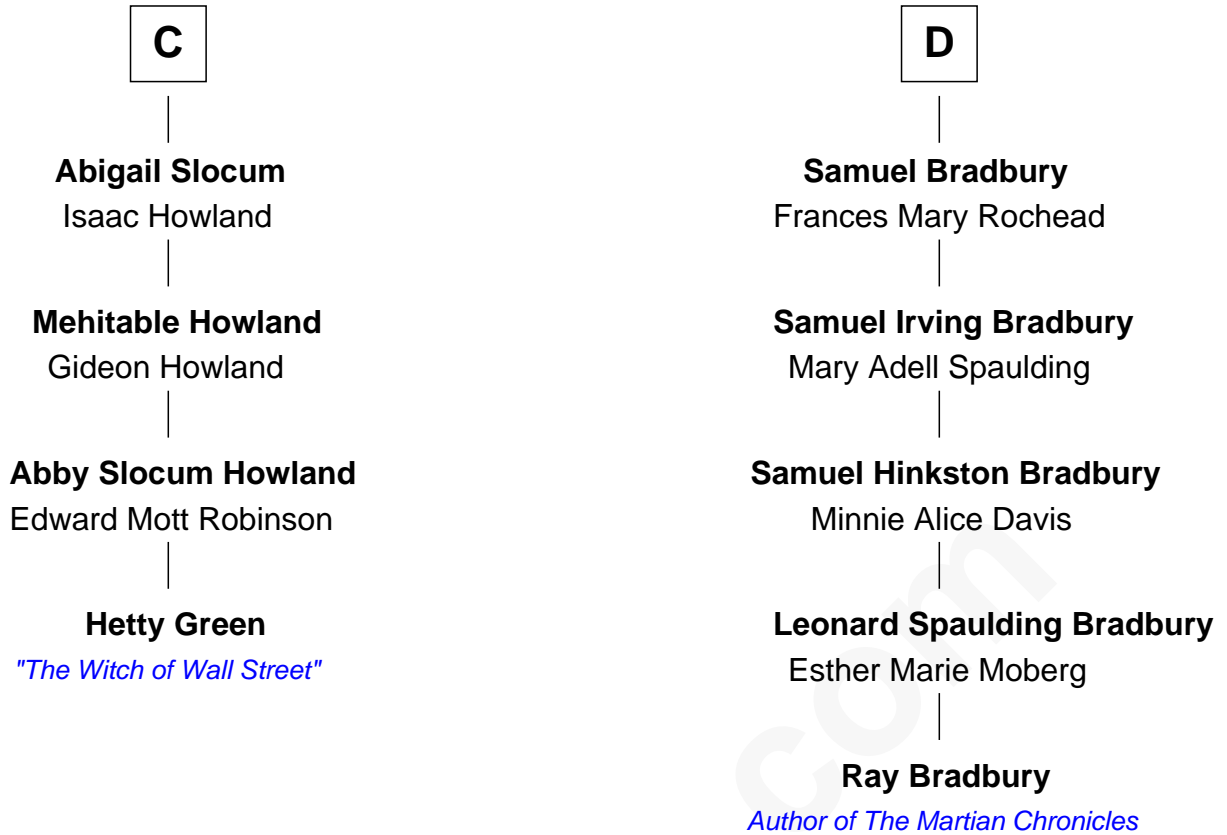 C
Abigail Slocum
Isaac Howland
Mehitable Howland
Gideon Howland
Abby Slocum Howland
Edward Mott Robinson
Hetty Green
"The Witch of Wall Street"
D
Samuel Bradbury
Frances Mary Rochead
Samuel Irving Bradbury
Mary Adell Spaulding
Samuel Hinkston Bradbury
Minnie Alice Davis
Leonard Spaulding Bradbury
Esther Marie Moberg
Ray Bradbury
Author of The Martian Chronicles
com